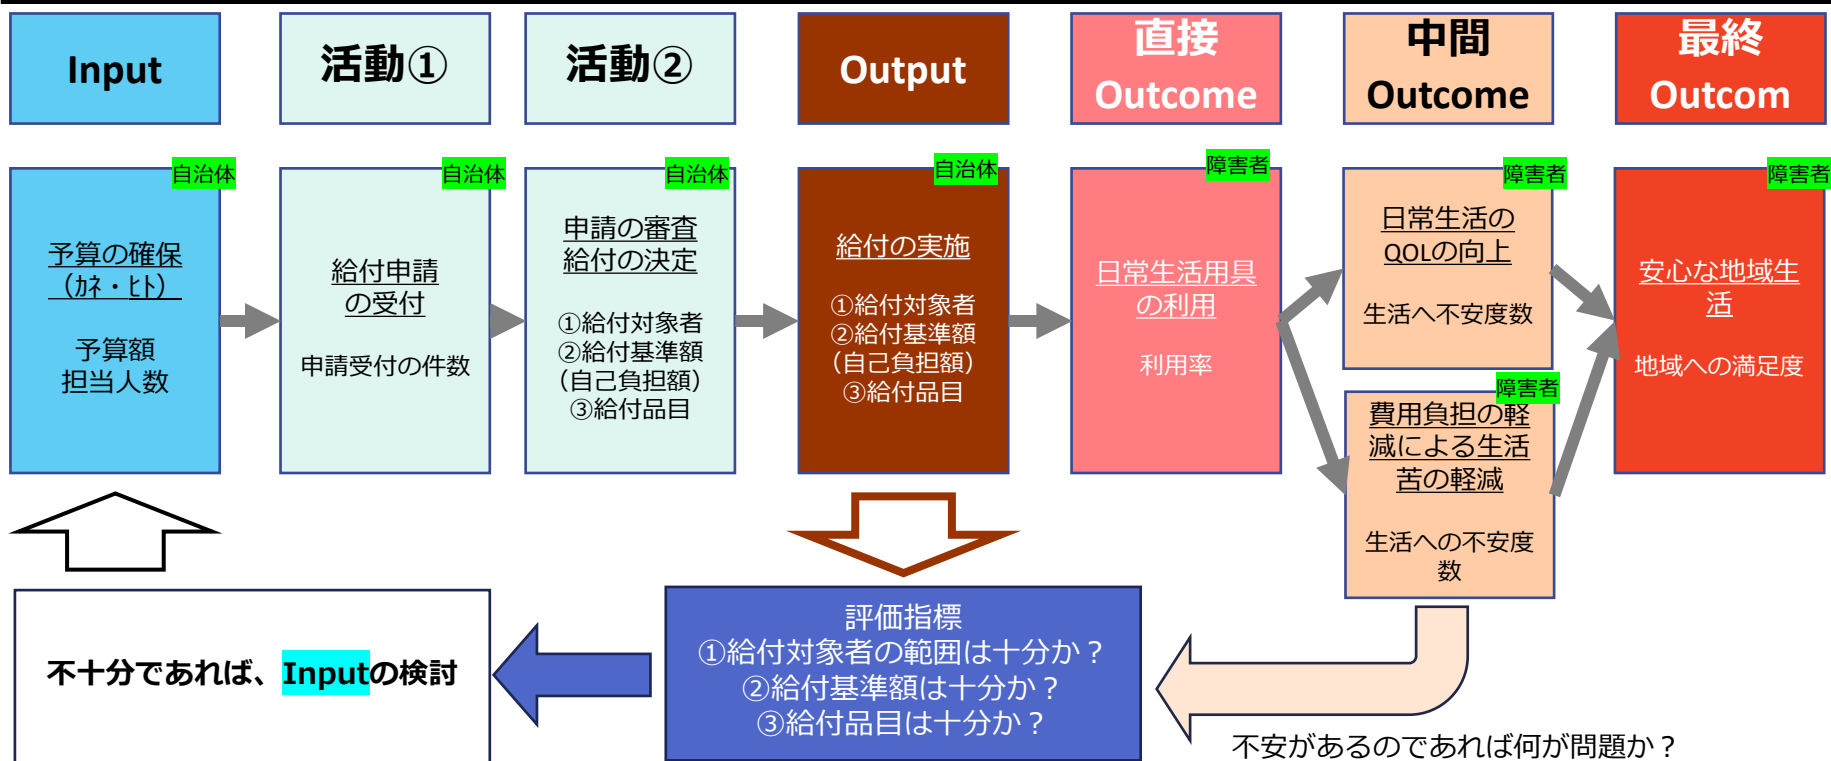 Input
活動①
活動②
Output
直接
Outcome
中間
Outcome
最終
Outcom
自治体
予算の確保
（ｶﾈ・ﾋﾄ）
予算額
担当人数
自治体
給付申請
の受付
申請受付の件数
自治体
申請の審査
給付の決定
①給付対象者
②給付基準額
（自己負担額）
③給付品目
自治体
給付の実施
①給付対象者
②給付基準額
（自己負担額）
③給付品目
障害者
日常生活用具
の利用
利用率
障害者
日常生活の
QOLの向上
生活へ不安度数
障害者
費用負担の軽
減による生活
苦の軽減
生活への不安度
数
障害者
安心な地域生
活
地域への満足度
不十分であれば、Inputの検討
評価指標
①給付対象者の範囲は十分か？
②給付基準額は十分か？
③給付品目は十分か？
不安があるのであれば何が問題か？